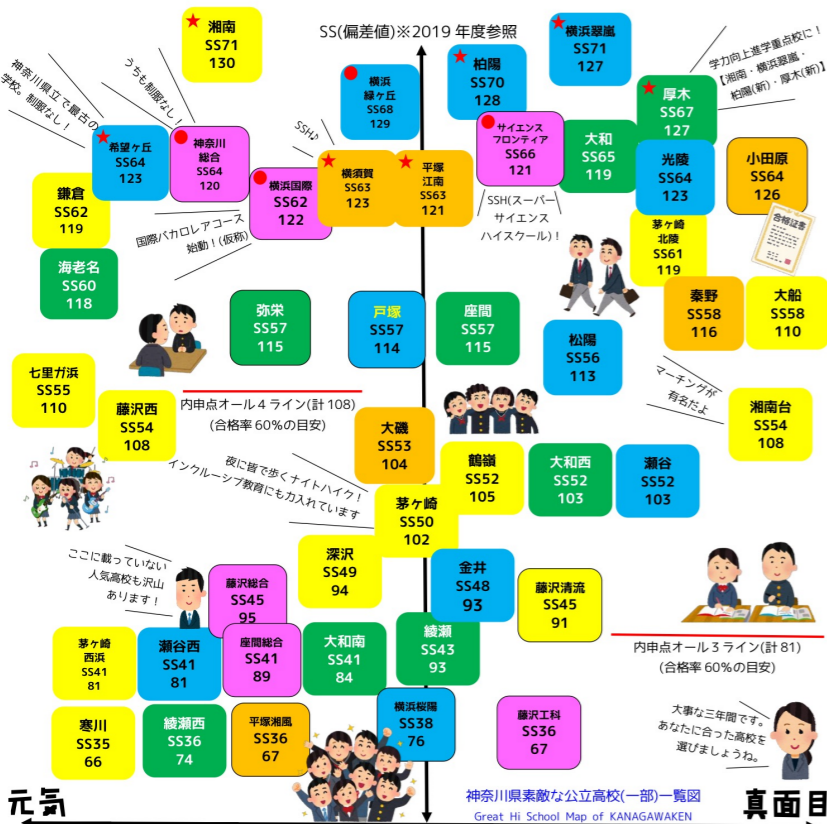 SS(偏差値)※2019年度参照
湘南
SS71
130
横浜翠嵐
SS71
127
柏陽
SS70
128
学力向上進学重点校に!
【湘南・横浜翠嵐・
柏陽(新)・厚木(新)】
横浜
緑ヶ丘
SS68
129
厚木
SS67
127
神奈川県立で最古の
学校。制服なし!
うちも制服なし!
希望ヶ丘
SS64
123
神奈川
総合
SS64
120
SSH♪
横浜国際
SS62
122
横須賀
SS63
123
平塚
江南
SS63
121
サイエンス
フロンティア
SS66
121
大和
SS65
119
光陵
SS64
123
小田原
SS64
126
鎌倉
SS62
119
国際バカロレアコース
始動!(仮称)
SSH(スーパー
サイエンス
ハイスクール)!
茅ヶ崎
北陵
SS61
119
合格証書
海老名
SS60
118
弥栄
SS57
115
戸塚
SS57
114
座間
SS57
115
松陽
SS56
113
秦野
SS58
116
大船
SS58
110
七里ガ浜
SS55
110
藤沢西
SS54
108
内申点オール4ライン(計108)
(合格率60%の目安)
マーチングが
有名だよ
湘南台
SS54
108
大磯
SS53
104
鶴嶺
SS52
105
大和西
SS52
103
瀬谷
SS52
103
夜に皆で歩くナイトハイク!
インクルーシブ教育にも力入れています
茅ヶ崎
SS50
102
深沢
SS49
94
金井
SS48
93
藤沢清流
SS45
91
ここに載っていない
人気高校も沢山
あります!
藤沢総合
SS45
95
綾瀬
SS43
93
内申点オール3ライン(計81)
(合格率60%の目安)
茅ヶ崎
西浜
SS41
81
瀬谷西
SS41
81
座間総合
SS41
89
大和南
SS41
84
寒川
SS35
66
綾瀬西
SS36
74
平塚湘風
SS36
67
横浜桜陽
SS38
76
藤沢工科
SS36
67
大事な三年間です。
あなたに合った高校を
選びましょうね。
神奈川県素敵な公立高校(一部)一覧図
Great Hi School Map of KANAGAWAKEN
元気
真面目